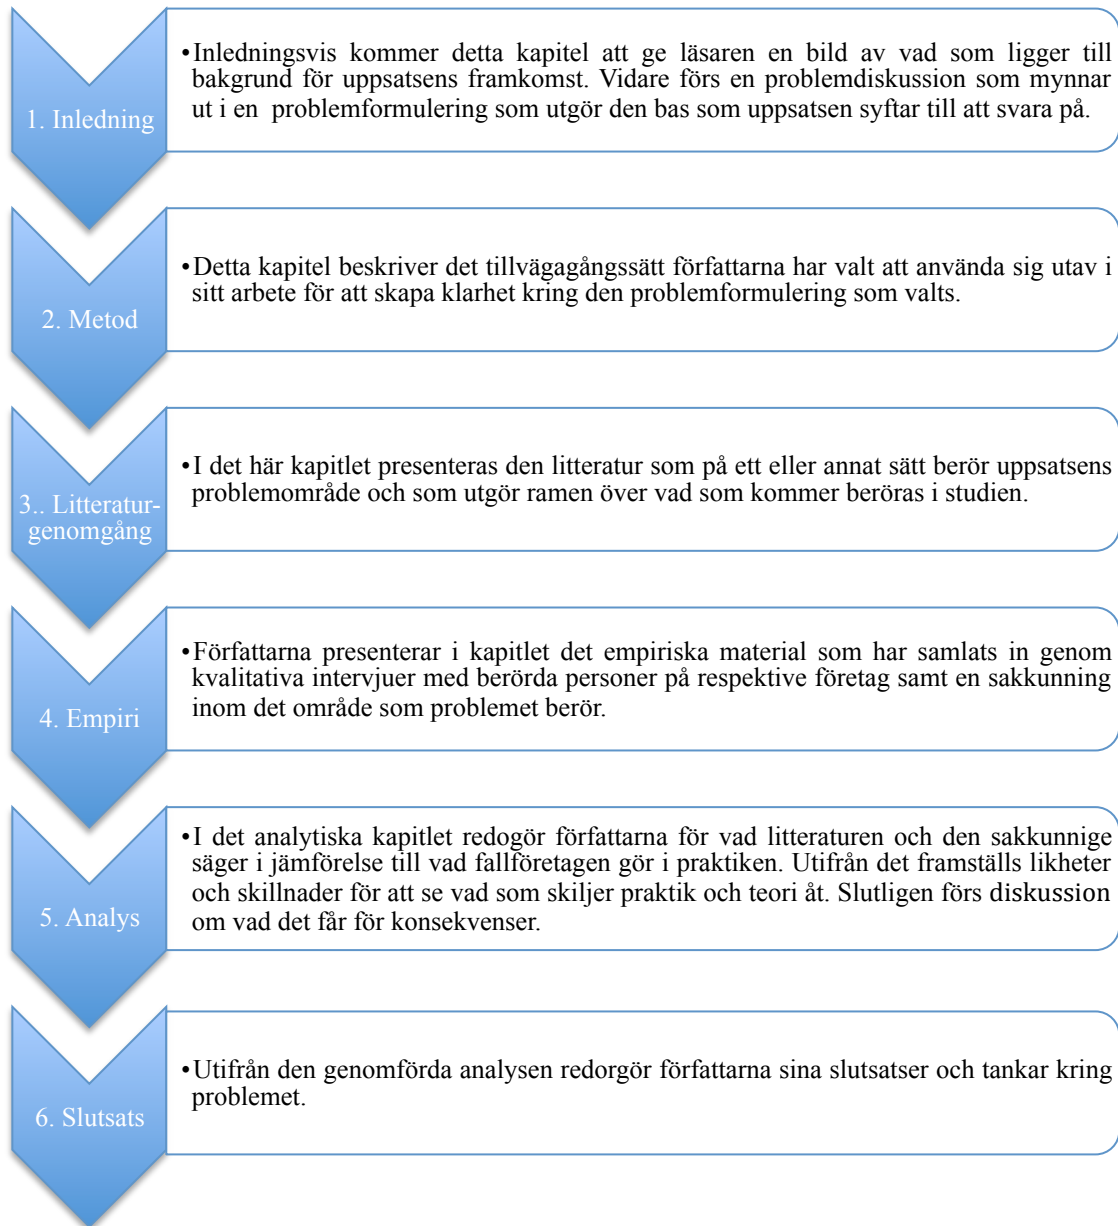 1. Inledning
•Inledningsvis kommer detta kapitel att ge läsaren en bild av vad som ligger till
bakgrund för uppsatsens framkomst. Vidare förs en problemdiskussion som mynnar
ut i en problemformulering som utgör den bas som uppsatsen syftar till att svara på.
2. Metod
•Detta kapitel beskriver det tillvägagångssätt författarna har valt att använda sig utav i
sitt arbete för att skapa klarhet kring den problemformulering som valts.
3.. Litteratur-
genomgång
•I det här kapitlet presenteras den litteratur som på ett eller annat sätt berör uppsatsens
problemområde och som utgör ramen över vad som kommer beröras i studien.
4. Empiri
•Författarna presenterar i kapitlet det empiriska material som har samlats in genom
kvalitativa intervjuer med berörda personer på respektive företag samt en sakkunning
inom det område som problemet berör.
5. Analys
•I det analytiska kapitlet redogör författarna för vad litteraturen och den sakkunnige
säger i jämförelse till vad fallföretagen gör i praktiken. Utifrån det framställs likheter
och skillnader för att se vad som skiljer praktik och teori åt. Slutligen förs diskussion
om vad det får för konsekvenser.
6. Slutsats
•Utifrån den genomförda analysen redorgör författarna sina slutsatser och tankar kring
problemet.